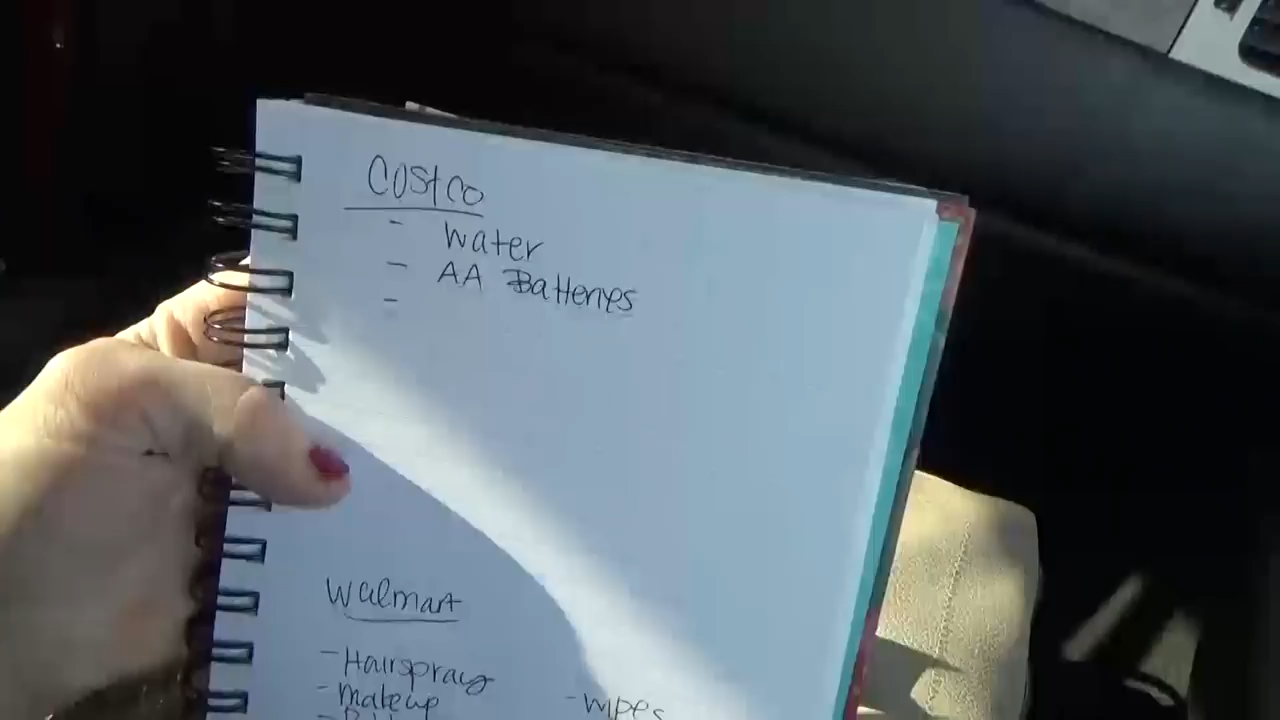 Costco
- Water
- AA Batteries
-
Walmart
- Hairspray
- Makeup
- wipes